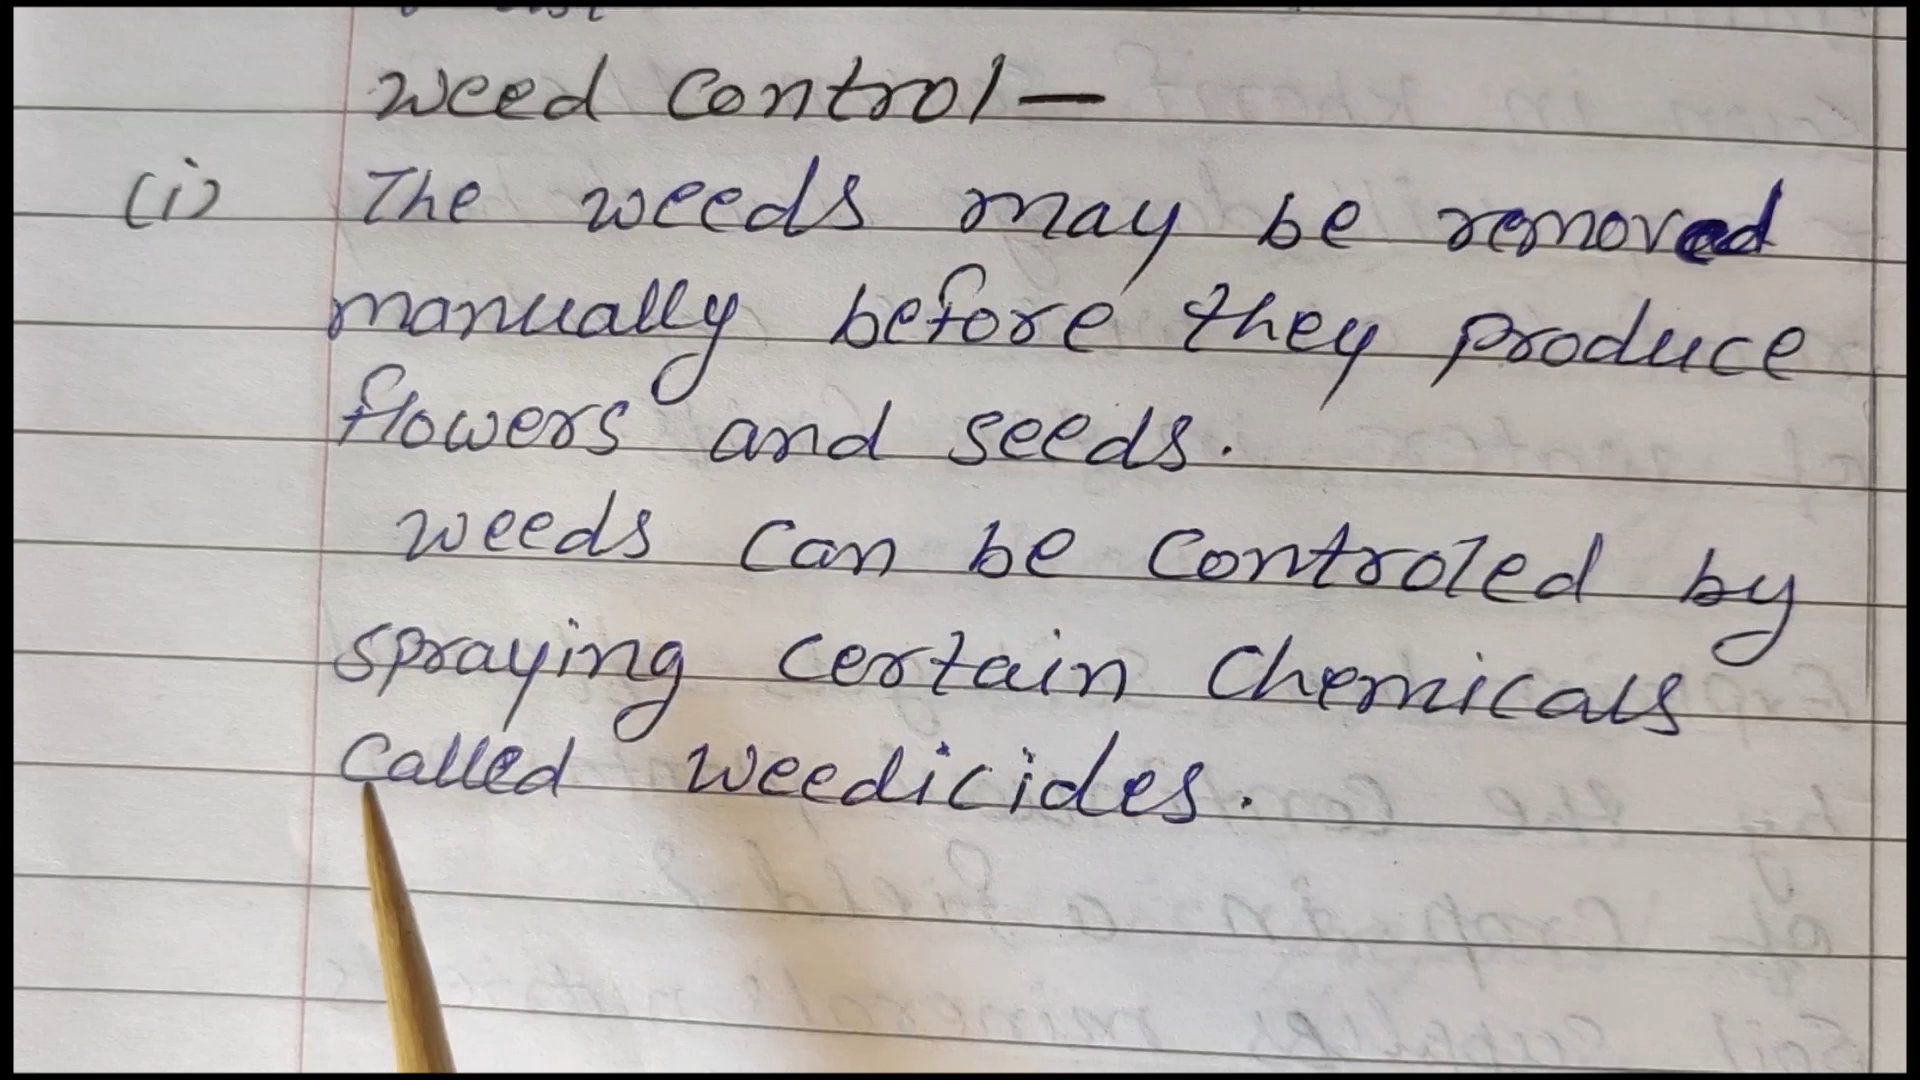 Weed Control —
(i) The weeds may be removed
manually before they produce
flowers and seeds.
weeds can be controled by
spraying certain chemicals
called weedicides.